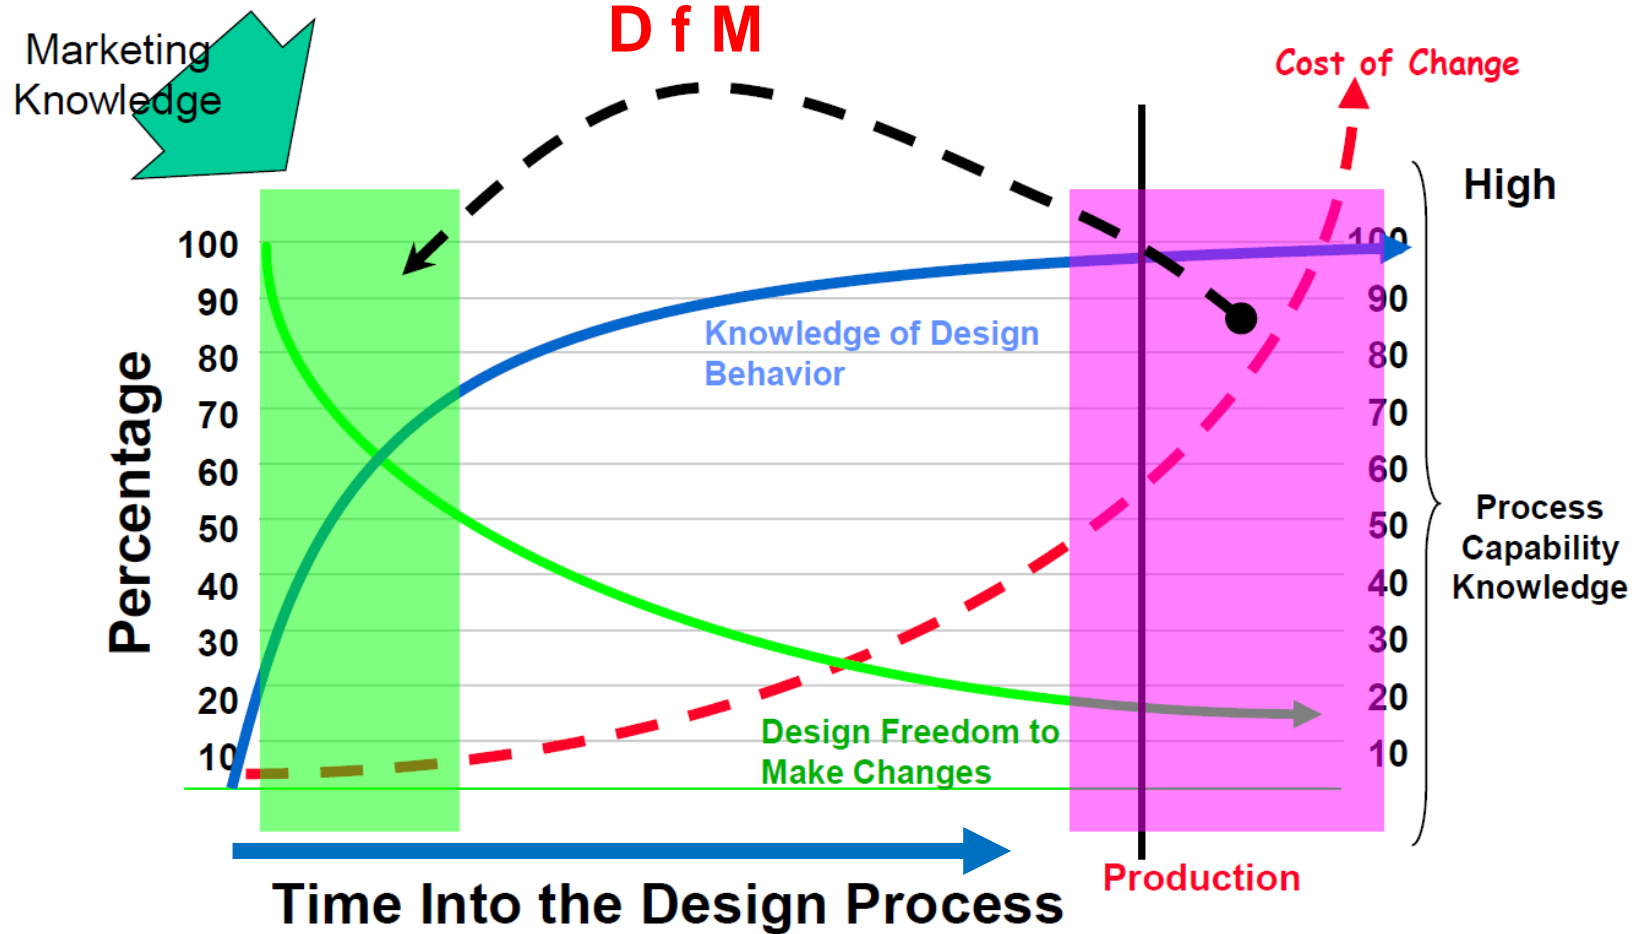 D f M
Marketing
Knowledge
Cost of Change
High
100
90
80
70
60
50
40
30
20
10
Percentage
Knowledge of Design
Behavior
Design Freedom to
Make Changes
100
90
80
70
60
50
40
30
20
10
Process
Capability
Knowledge
Production
Time Into the Design Process